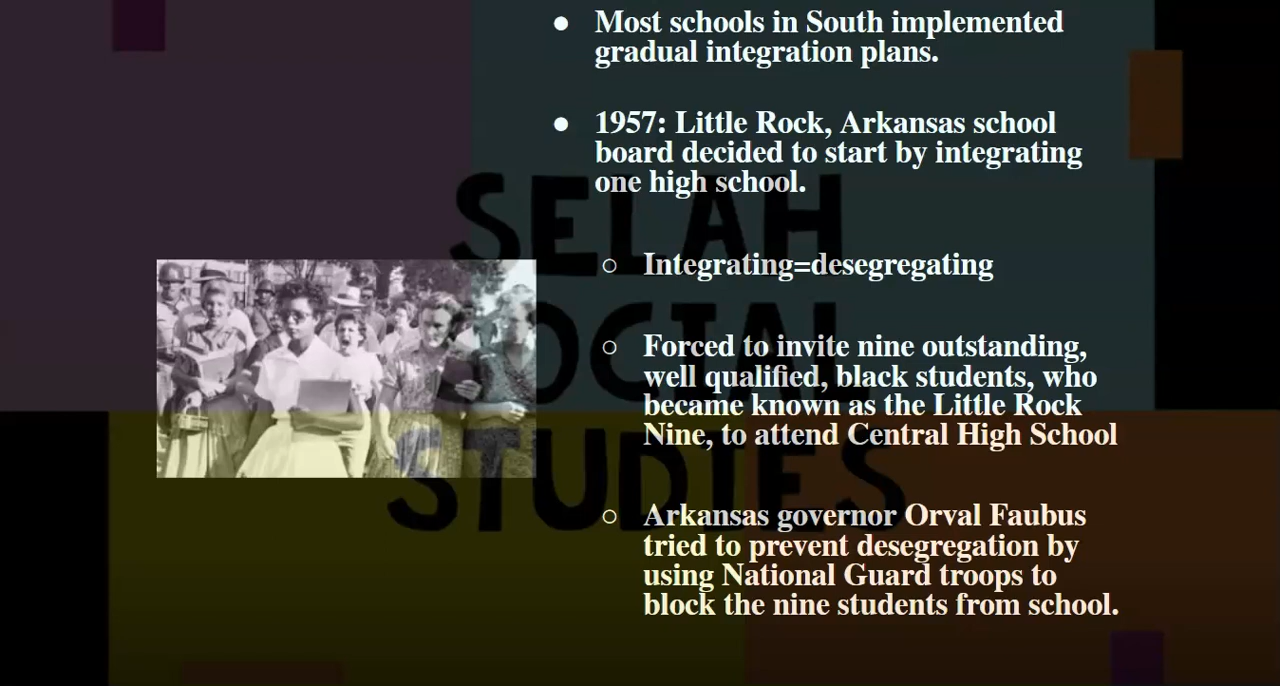 ● Most schools in South implemented
gradual integration plans.
● 1957: Little Rock, Arkansas school
board decided to start by integrating
one high school.
○ Integrating=desegregating
○ Forced to invite nine outstanding,
well qualified, black students, who
became known as the Little Rock
Nine, to attend Central High School
○ Arkansas governor Orval Faubus
tried to prevent desegregation by
using National Guard troops to
block the nine students from school.
SELAH
SOCIAL
STUDIES